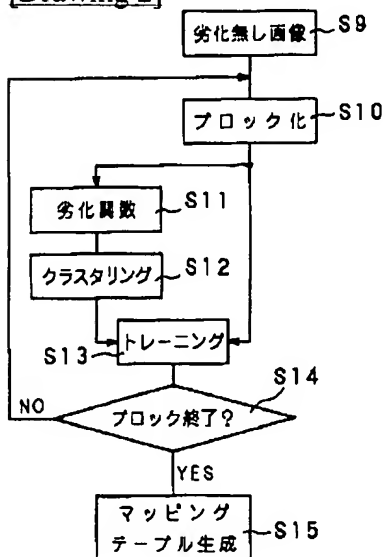 [Drawing 2]
劣化無し画像 S9
ブロック化 S10
劣化関数 S11
クラスタリング S12
トレーニング
S13
S14
ブロック終了?
NO
YES
マッピング
テーブル生成 S15